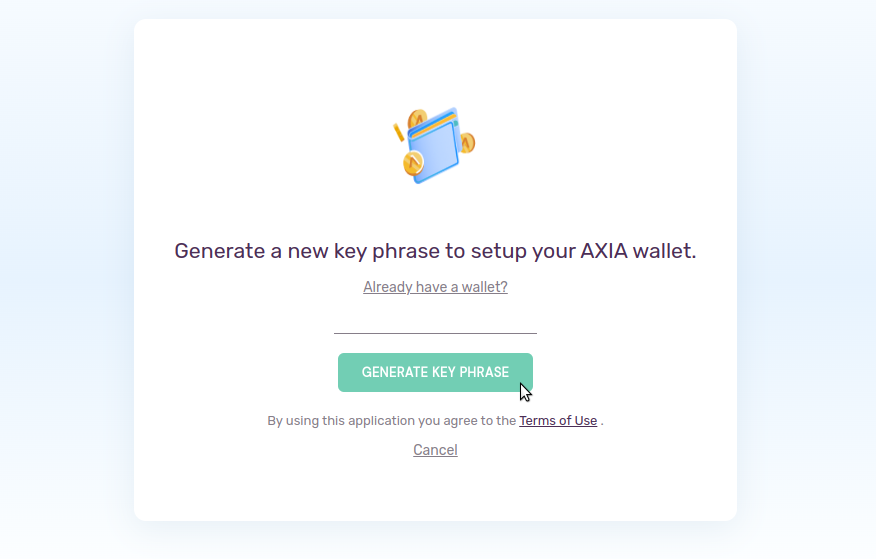 Generate a new key phrase to setup your AXIA wallet.
Already have a wallet?
GENERATE KEY PHRASE
By using this application you agree to the Terms of Use .
Cancel